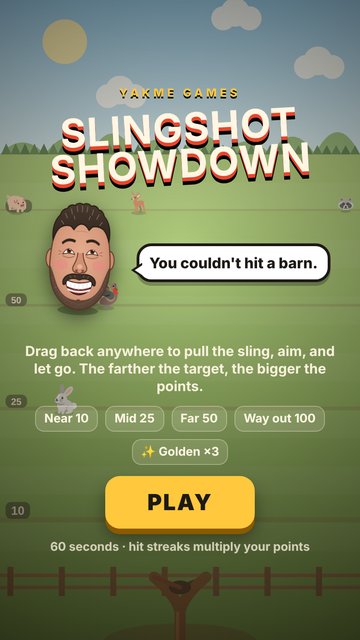 YAKME GAMES
SLINGSHOT
SHOWDOWN
You couldn't hit a barn.
50
Drag back anywhere to pull the sling, aim, and
let go. The farther the target, the bigger the
points.
25
Near 10 Mid 25 Far 50 Way out 100
✨ Golden ×3
PLAY
10
60 seconds · hit streaks multiply your points